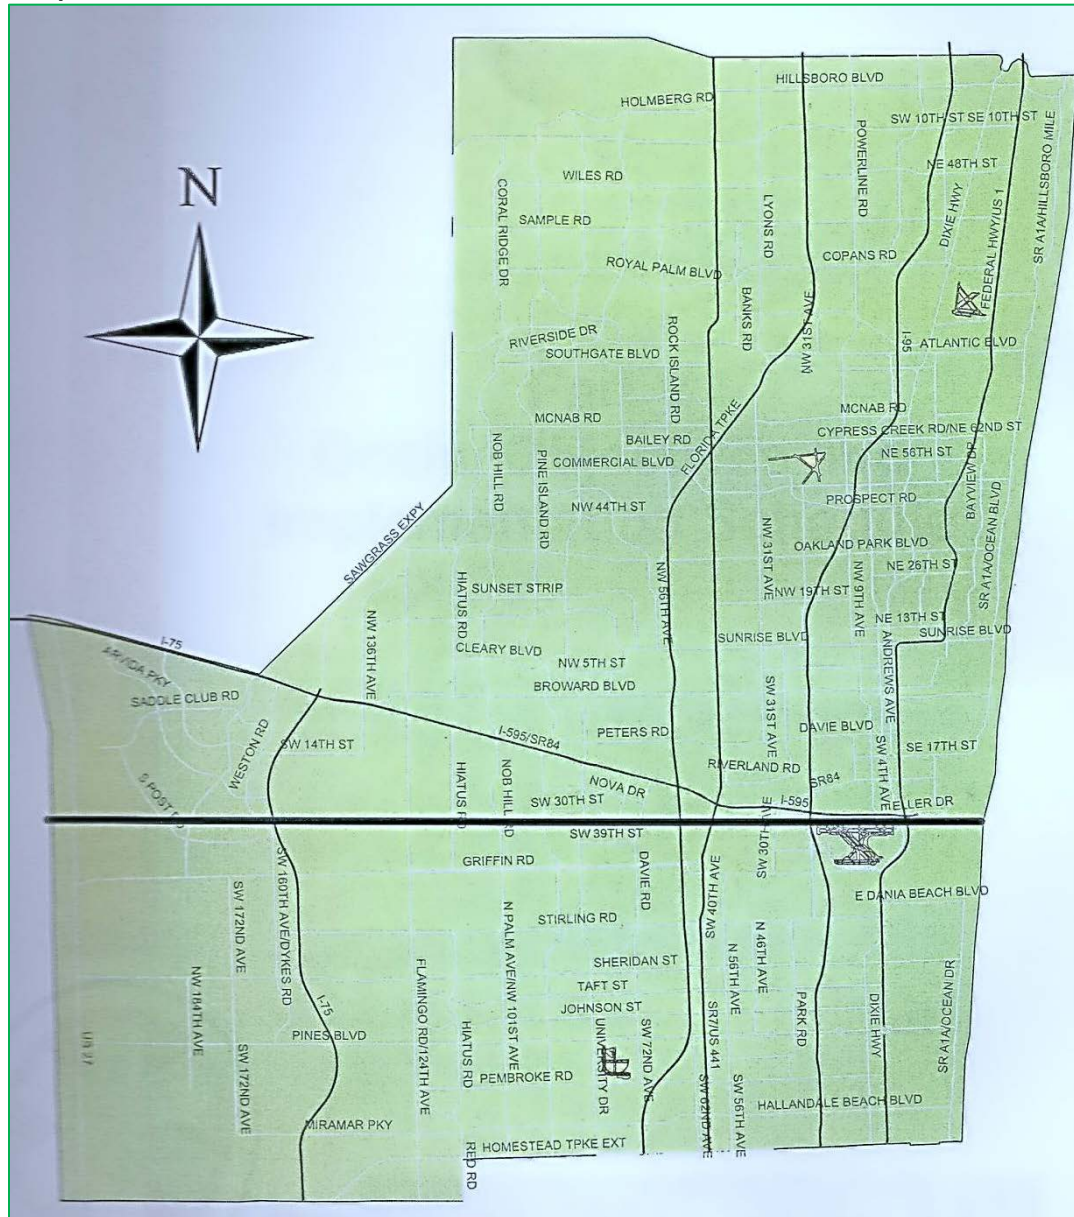 HILLSBORO BLVD
HOLMBERG RD
SW 10TH ST SE 10TH ST
POWERLINE RD
SR A1A/HILLSBORO MILE
NE 48TH ST
N
WILES RD
CORAL RIDGE DR
LYONS RD
DIXIE HWY
SAMPLE RD
FEDERAL HWY/US 1
COPANS RD
ROYAL PALM BLVD
BANKS RD
NW 31ST AVE
ROCK ISLAND RD
RIVERSIDE DR
I-95
ATLANTIC BLVD
SOUTHGATE BLVD
FLORIDA TPKE
MCNAB RD
MCNAB RD
CYPRESS CREEK RD/NE 62ND ST
BAILEY RD
NOB HILL RD
PINE ISLAND RD
NE 56TH ST
BAYVIEW DR
COMMERCIAL BLVD
PROSPECT RD
SR A1A/OCEAN BLVD
NW 44TH ST
SAWGRASS EXPY
NW 31ST AVE
OAKLAND PARK BLVD
NE 26TH ST
NW 56TH AVE
HIATUS RD
SUNSET STRIP
NW 19TH ST
NW 9TH AVE
NE 13TH ST
NW 136TH AVE
SUNRISE BLVD
SUNRISE BLVD
I-75
CLEARY BLVD
ANDREWS AVE
ARVIDA PKY
NW 5TH ST
SADDLE CLUB RD
BROWARD BLVD
SW 31ST AVE
WESTON RD
PETERS RD
DAVIE BLVD
SW 14TH ST
I-595/SR84
SW 4TH AVE
SE 17TH ST
RIVERLAND RD
S POST RD
HIATUS RD
NOB HILL RD
NOVA DR
SR84
SW 30TH ST
I-595
ELLER DR
SW 39TH ST
SW 30TH AVE
GRIFFIN RD
DAVIE RD
SW 40TH AVE
SW 160TH AVE/DYKES RD
SW 172ND AVE
E DANIA BEACH BLVD
N PALM AVE/NW 101ST AVE
STIRLING RD
N 46TH AVE
N 56TH AVE
SHERIDAN ST
NW 184TH AVE
FLAMINGO RD/124TH AVE
TAFT ST
SR A1A/OCEAN DR
I-75
JOHNSON ST
SR7/US 441
PARK RD
DIXIE HWY
US 27
PINES BLVD
HIATUS RD
UNIVERSITY DR
SW 72ND AVE
SW 172ND AVE
PEMBROKE RD
SW 62ND AVE
SW 56TH AVE
HALLANDALE BEACH BLVD
MIRAMAR PKY
HOMESTEAD TPKE EXT
RED RD